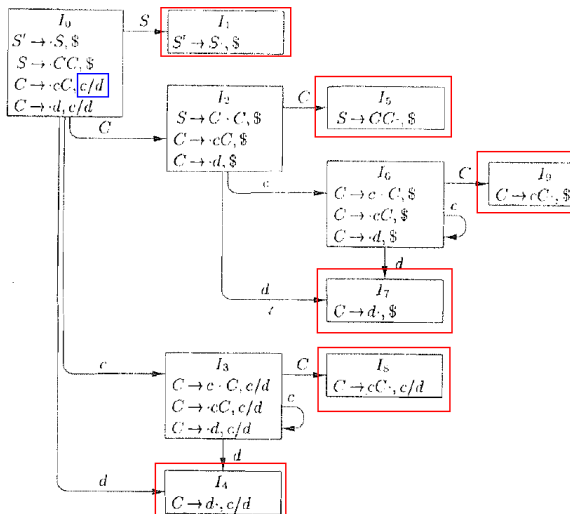 I₀
S' → ·S, $
S → ·CC, $
C → ·cC, c/d
C → ·d, c/d
S
I₁
S' → S·, $
C
I₂
S → C · C, $
C → ·cC, $
C → ·d, $
C
I₅
S → CC·, $
c
I₆
C → c · C, $
C → ·cC, $
C → ·d, $
C
I₉
C → cC·, $
c
d
d
I₇
C → d·, $
c
I₃
C → c · C, c/d
C → ·cC, c/d
C → ·d, c/d
C
I₈
C → cC·, c/d
c
d
d
I₄
C → d·, c/d